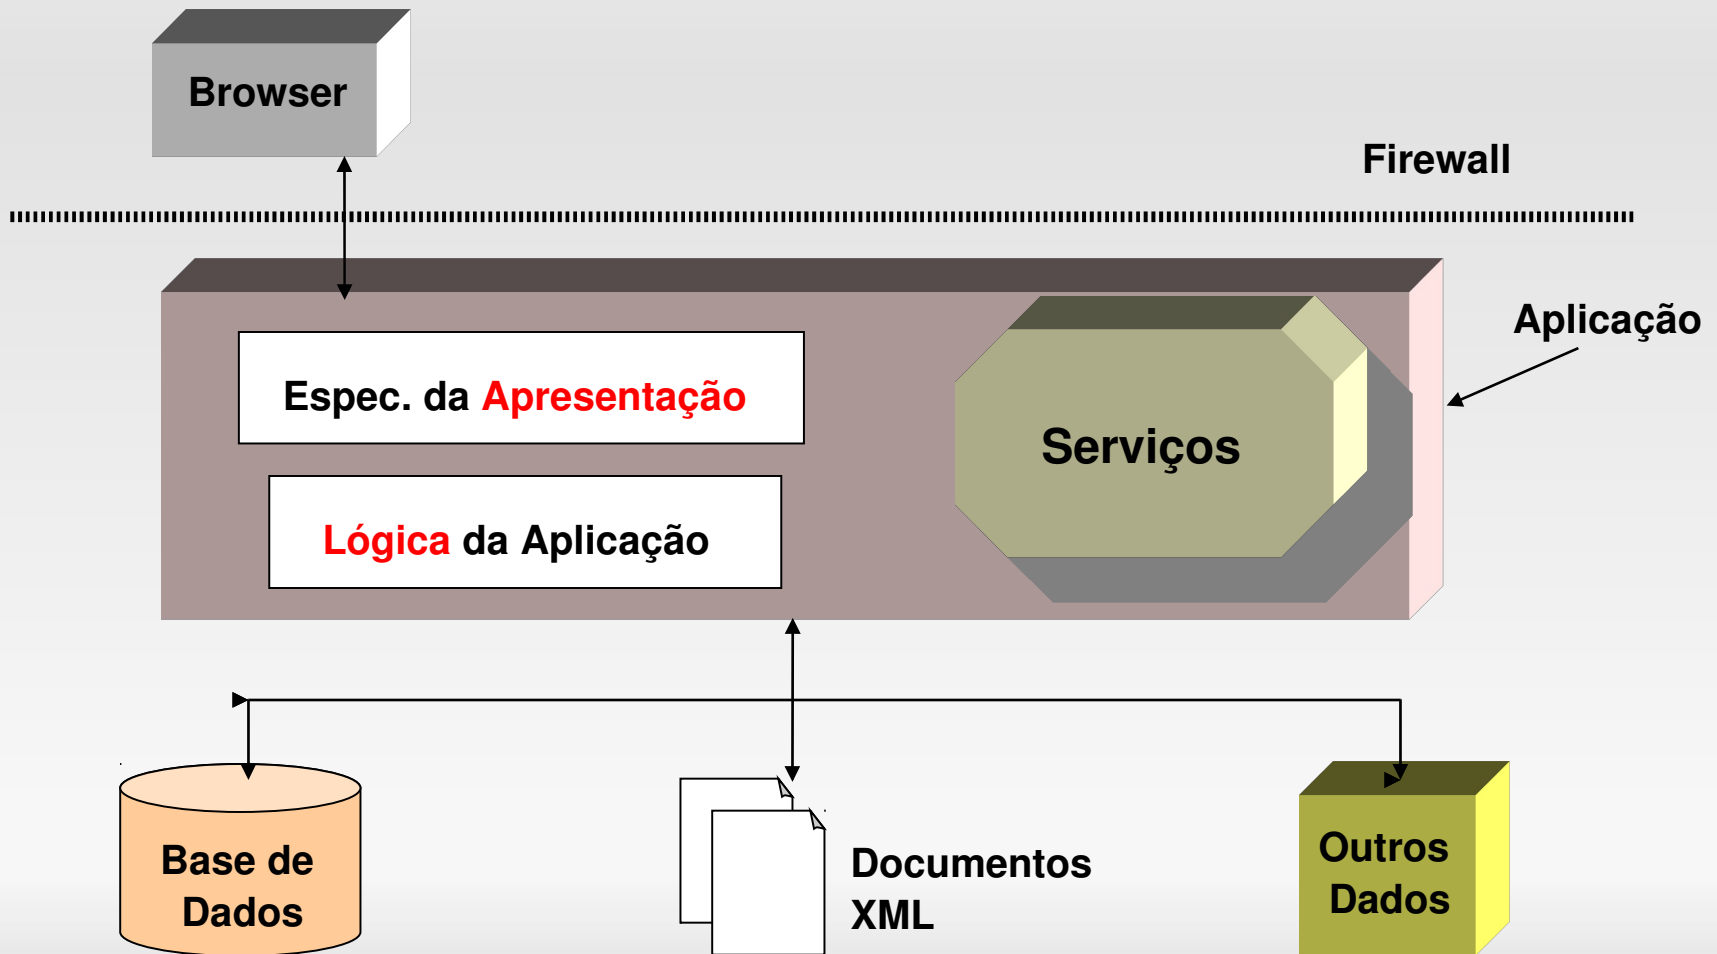 Browser
Firewall
Aplicação
Espec. da Apresentação
Serviços
Lógica da Aplicação
Base de
Dados
Documentos
XML
Outros
Dados